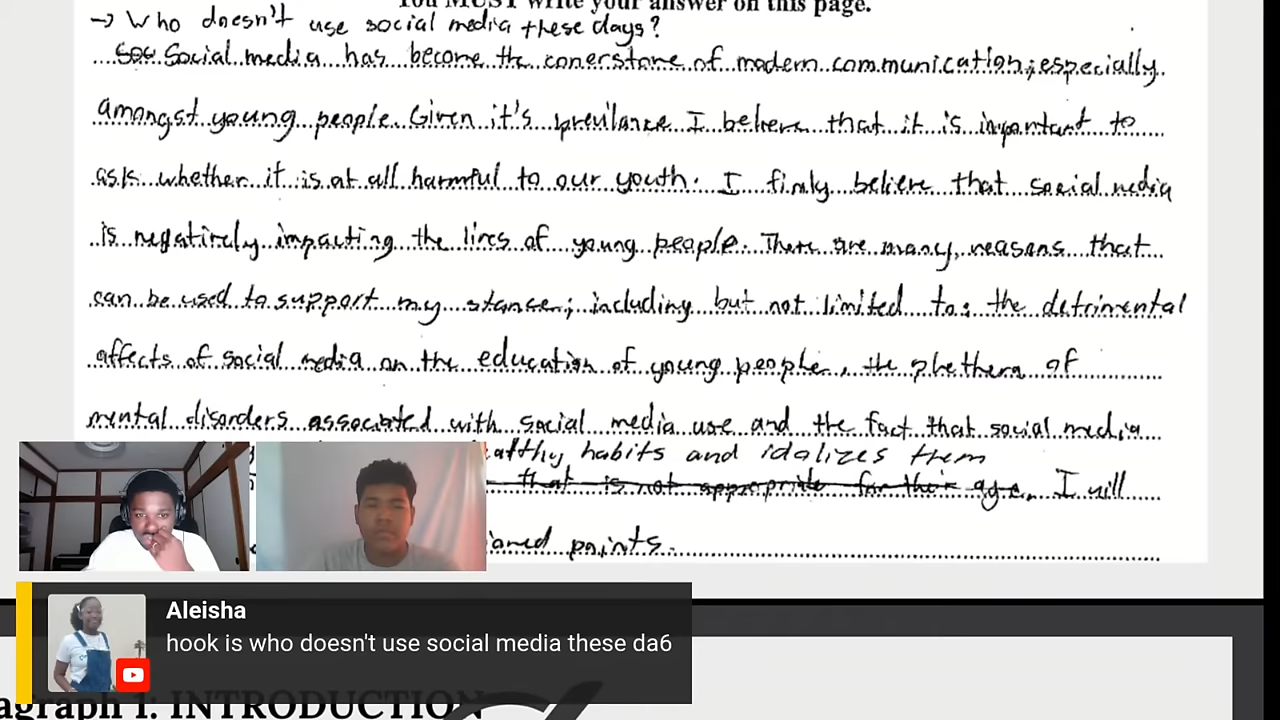 You MUST write your answer on this page.
→ Who doesn't use social media these days?
Social media has become the conerstone of modern communication, especially
amongst young people. Given it's prevlance I believe that it is important to
ask whether it is at all harmful to our youth. I firmly believe that social media
is negatively impacting the lives of young people. There are many reasons that
can be used to support my stance; including but not limited to: the detrimental
affects of social media on the education of young people, the plethera of
mental disorders associated with social media use and the fact that social media
althy habits and idalizes them
that is not appropriate for their age. I will
ioned points.
Aleisha
hook is who doesn't use social media these da6
agraph 1: INTRODUCTION